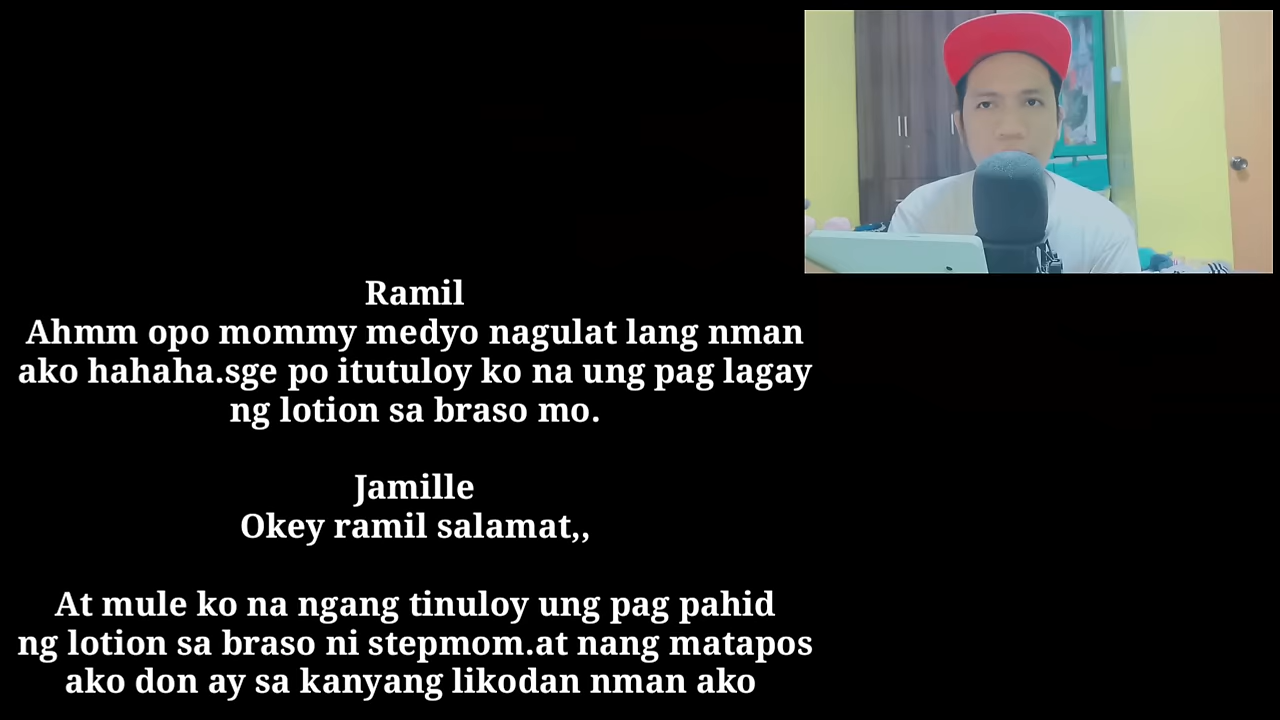 Ramil
Ahmm opo mommy medyo nagulat lang nman
ako hahaha.sge po itutuloy ko na ung pag lagay
ng lotion sa braso mo.
Jamille
Okey ramil salamat,,
At mule ko na ngang tinuloy ung pag pahid
ng lotion sa braso ni stepmom.at nang matapos
ako don ay sa kanyang likodan nman ako